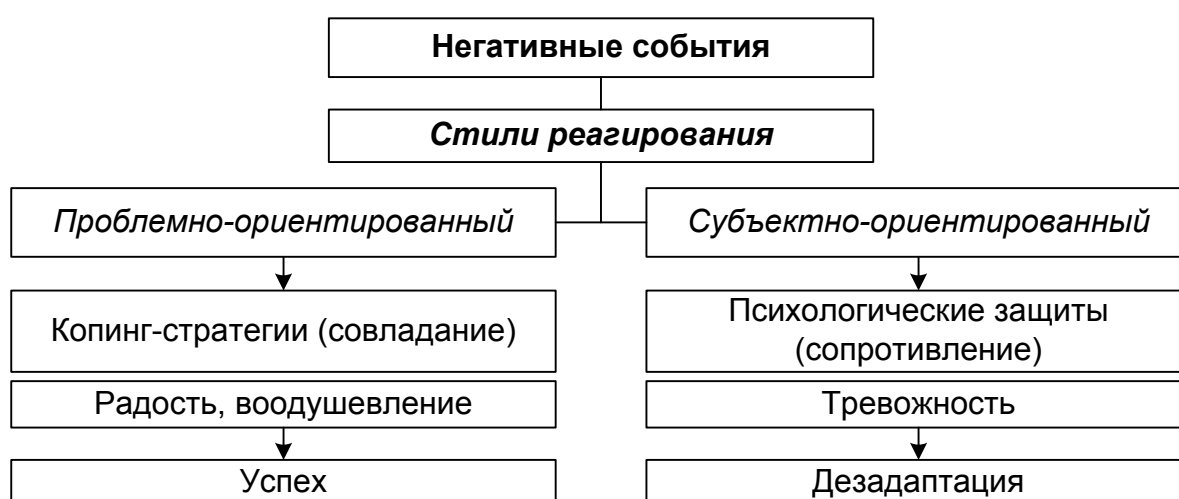 Негативные события
Стили реагирования
Проблемно-ориентированный
Субъектно-ориентированный
Копинг-стратегии (совладание)
Психологические защиты
(сопротивление)
Радость, воодушевление
Тревожность
Успех
Дезадаптация